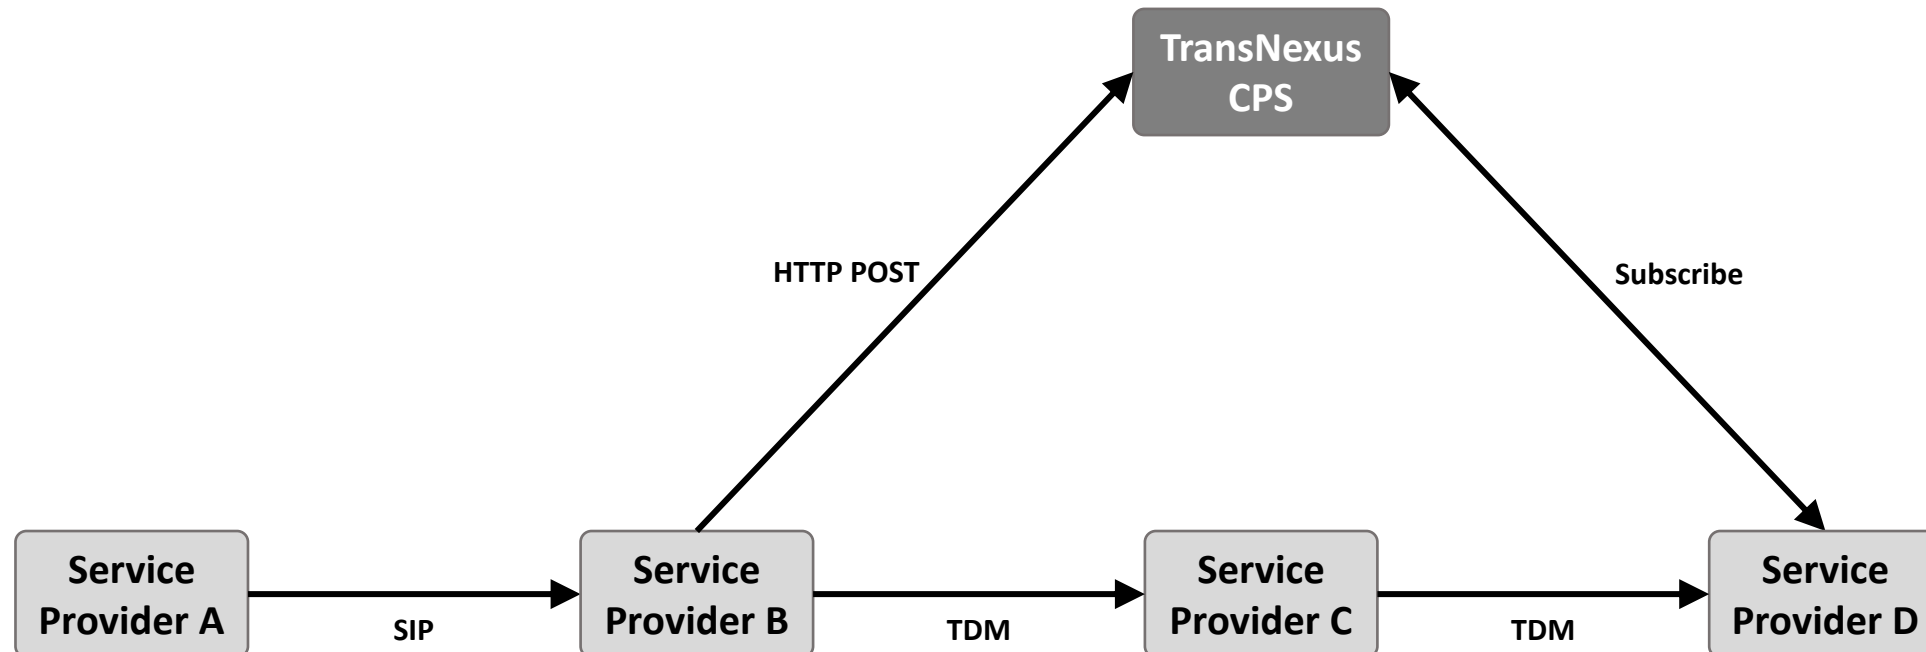 TransNexus
CPS
HTTP POST
Subscribe
Service
Provider A
SIP
Service
Provider B
TDM
Service
Provider C
TDM
Service
Provider D